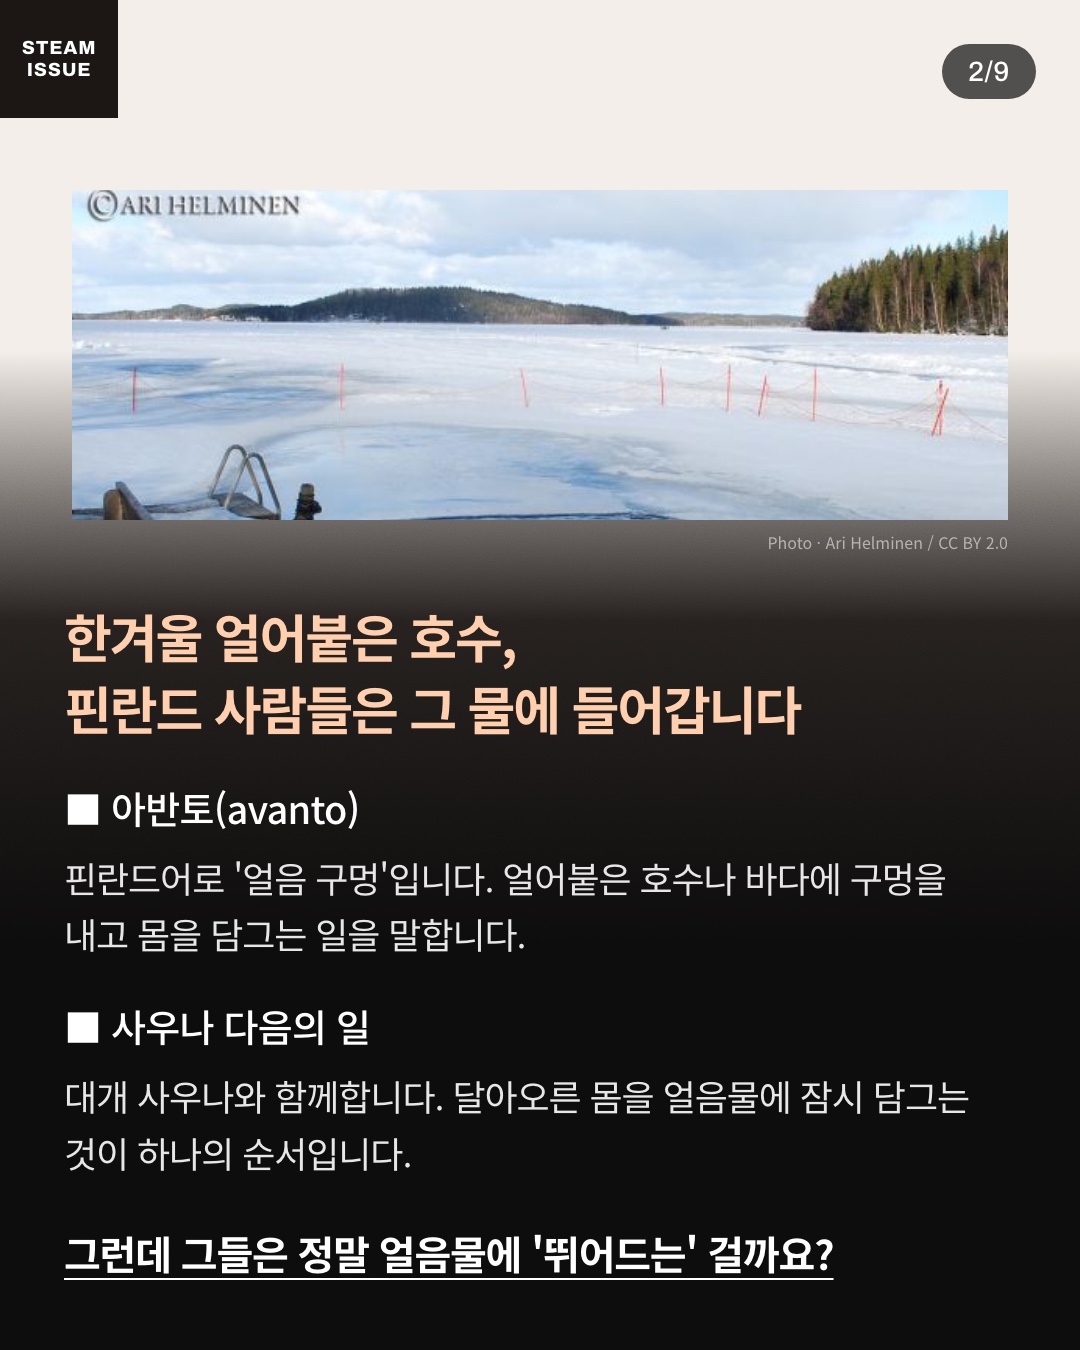 STEAM
ISSUE
2/9
©ARI HELMINEN
Photo · Ari Helminen / CC BY 2.0
한겨울 얼어붙은 호수,
핀란드 사람들은 그 물에 들어갑니다
■ 아반토(avanto)
핀란드어로 '얼음 구멍'입니다. 얼어붙은 호수나 바다에 구멍을
내고 몸을 담그는 일을 말합니다.
■ 사우나 다음의 일
대개 사우나와 함께합니다. 달아오른 몸을 얼음물에 잠시 담그는
것이 하나의 순서입니다.
그런데 그들은 정말 얼음물에 '뛰어드는' 걸까요?